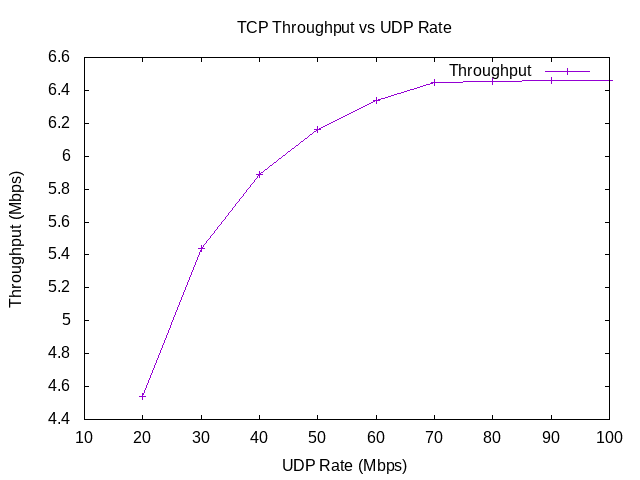 TCP Throughput vs UDP Rate
Throughput
6.6
6.4
6.2
6
5.8
5.6
5.4
5.2
5
4.8
4.6
4.4
Throughput (Mbps)
10 20 30 40 50 60 70 80 90 100
UDP Rate (Mbps)